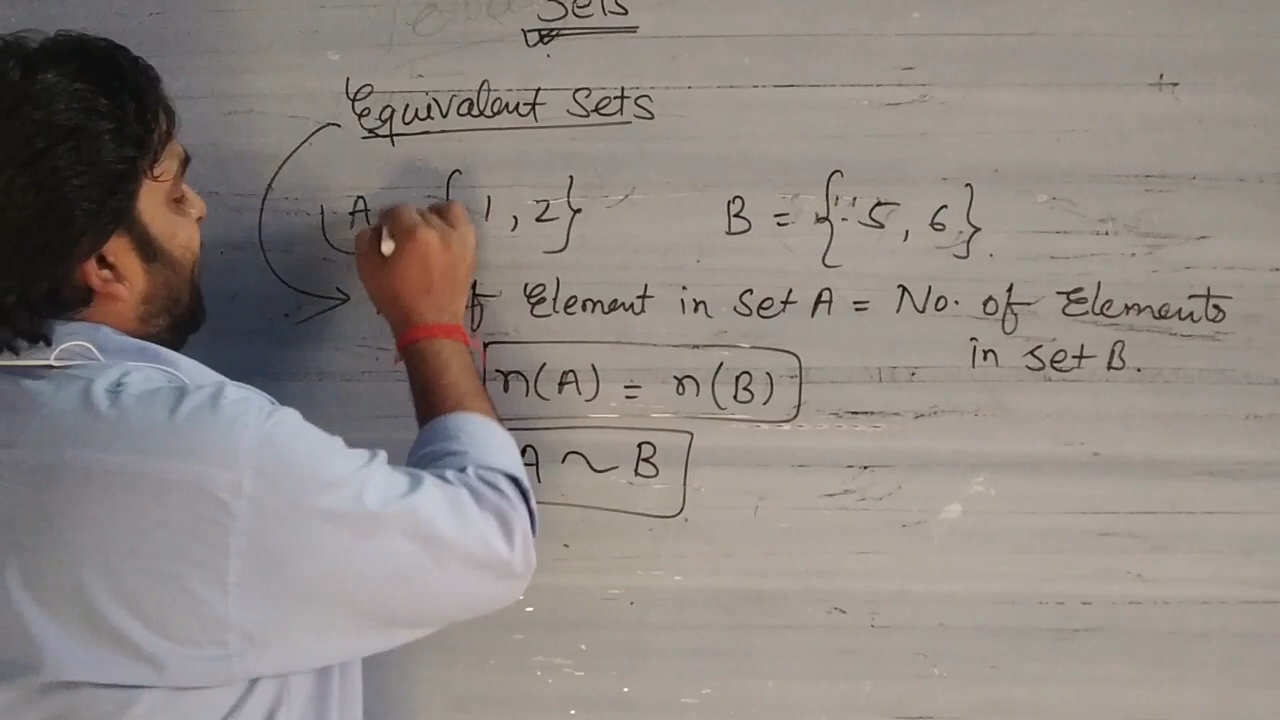 Sets
Equivalent Sets
A { 1, 2} B = { 5, 6}.
Element in set A = No. of Elements
in set B.
n(A) = n(B)
A ~ B